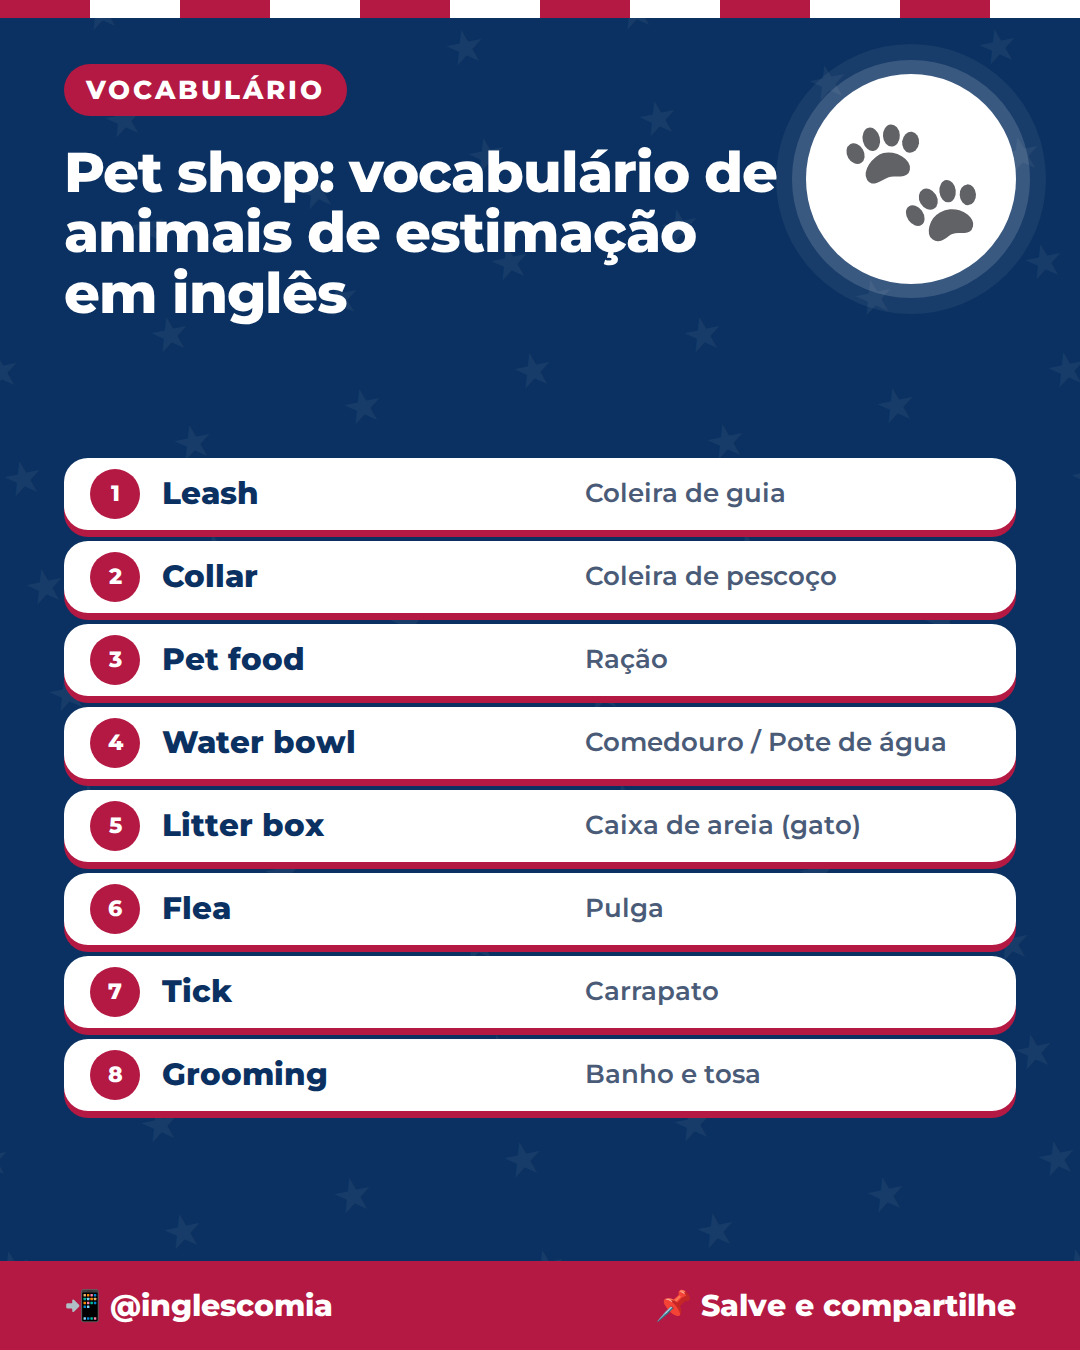 VOCABULÁRIO
Pet shop: vocabulário de
animais de estimação
em inglês
1 Leash Coleira de guia
2 Collar Coleira de pescoço
3 Pet food Ração
4 Water bowl Comedouro / Pote de água
5 Litter box Caixa de areia (gato)
6 Flea Pulga
7 Tick Carrapato
8 Grooming Banho e tosa
📲 @inglescomia 📌 Salve e compartilhe